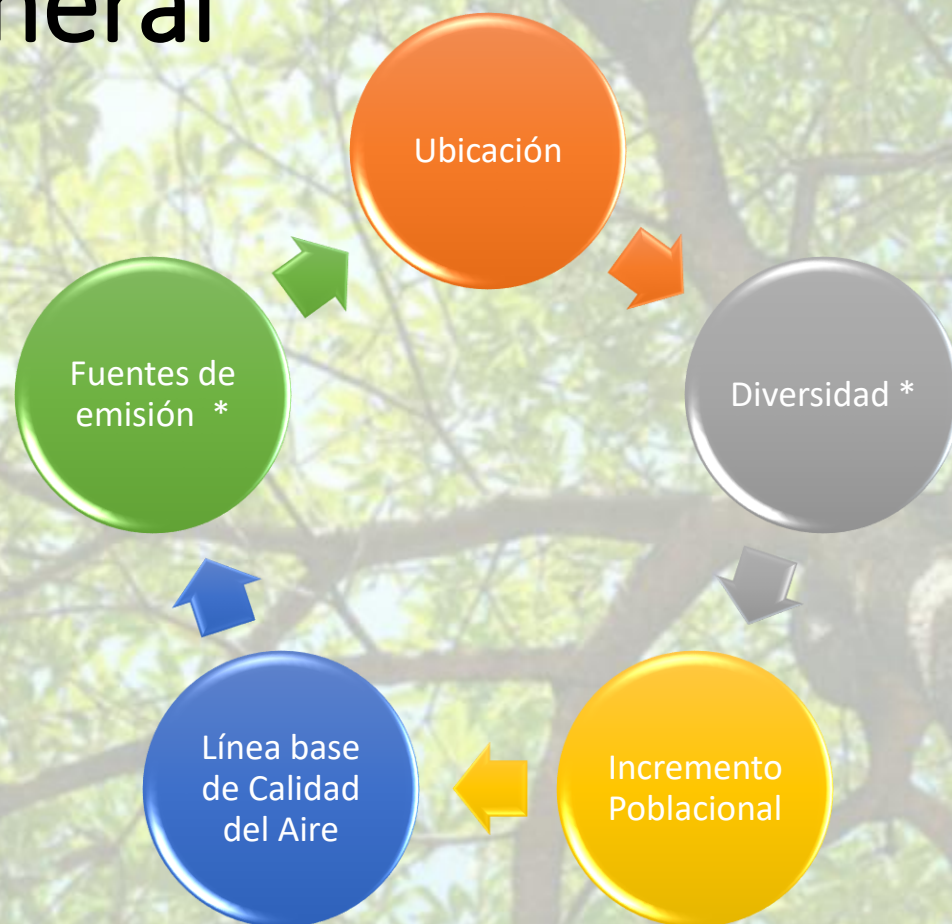 neral
Ubicación
Diversidad *
Incremento
Poblacional
Línea base
de Calidad
del Aire
Fuentes de
emisión  *